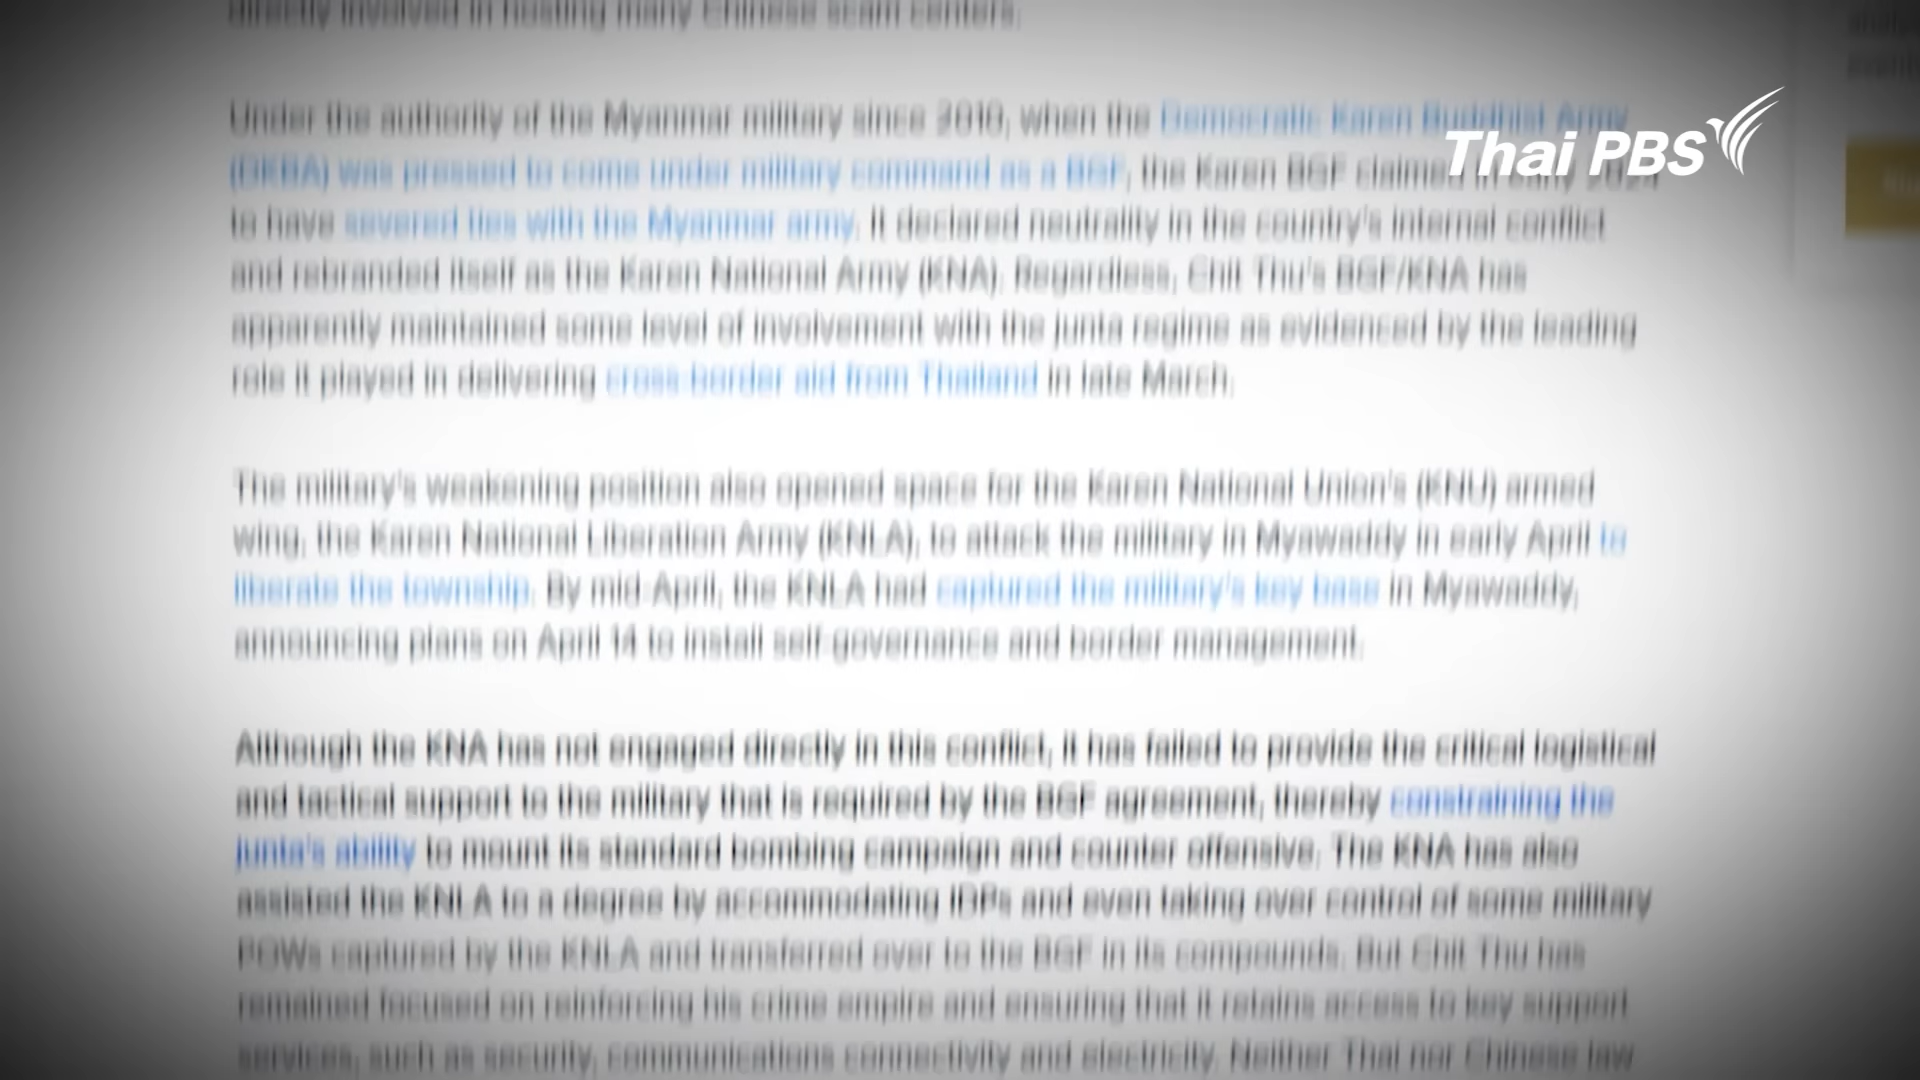 directly involved in hosting many Chinese scam centers.
Under the authority of the Myanmar military since 2010, when the Democratic Karen Buddhist Army
(DKBA) was pressed to come under military command as a BGF, the Karen BGF claimed in early 2024
to have severed ties with the Myanmar army. It declared neutrality in the country's internal conflict
and rebranded itself as the Karen National Army (KNA). Regardless, Chit Thu's BGF/KNA has
apparently maintained some level of involvement with the junta regime as evidenced by the leading
role it played in delivering cross-border aid from Thailand in late March.
The military's weakening position also opened space for the Karen National Union's (KNU) armed
wing, the Karen National Liberation Army (KNLA), to attack the military in Myawaddy in early April to
liberate the township. By mid-April, the KNLA had captured the military's key base in Myawaddy,
announcing plans on April 14 to install self-governance and border management.
Although the KNA has not engaged directly in this conflict, it has failed to provide the critical logistical
and tactical support to the military that is required by the BGF agreement, thereby constraining the
junta's ability to mount its standard bombing campaign and counter offensive. The KNA has also
assisted the KNLA to a degree by accommodating IDPs and even taking over control of some military
POWs captured by the KNLA and transferred over to the BGF in its compounds. But Chit Thu has
remained focused on reinforcing his crime empire and ensuring that it retains access to key support
services, such as security, communications connectivity and electricity. Neither Thai nor Chinese law
Thai PBS